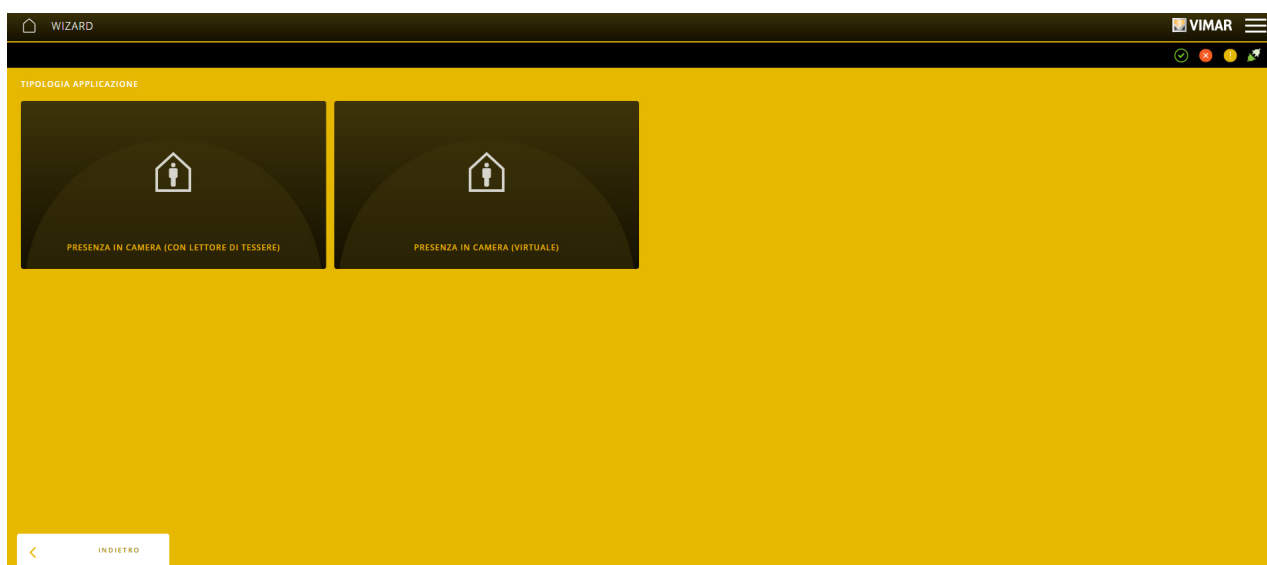 WIZARD
VIMAR
TIPOLOGIA APPLICAZIONE
PRESENZA IN CAMERA (CON LETTORE DI TESSERE)
PRESENZA IN CAMERA (VIRTUALE)
INDIETRO